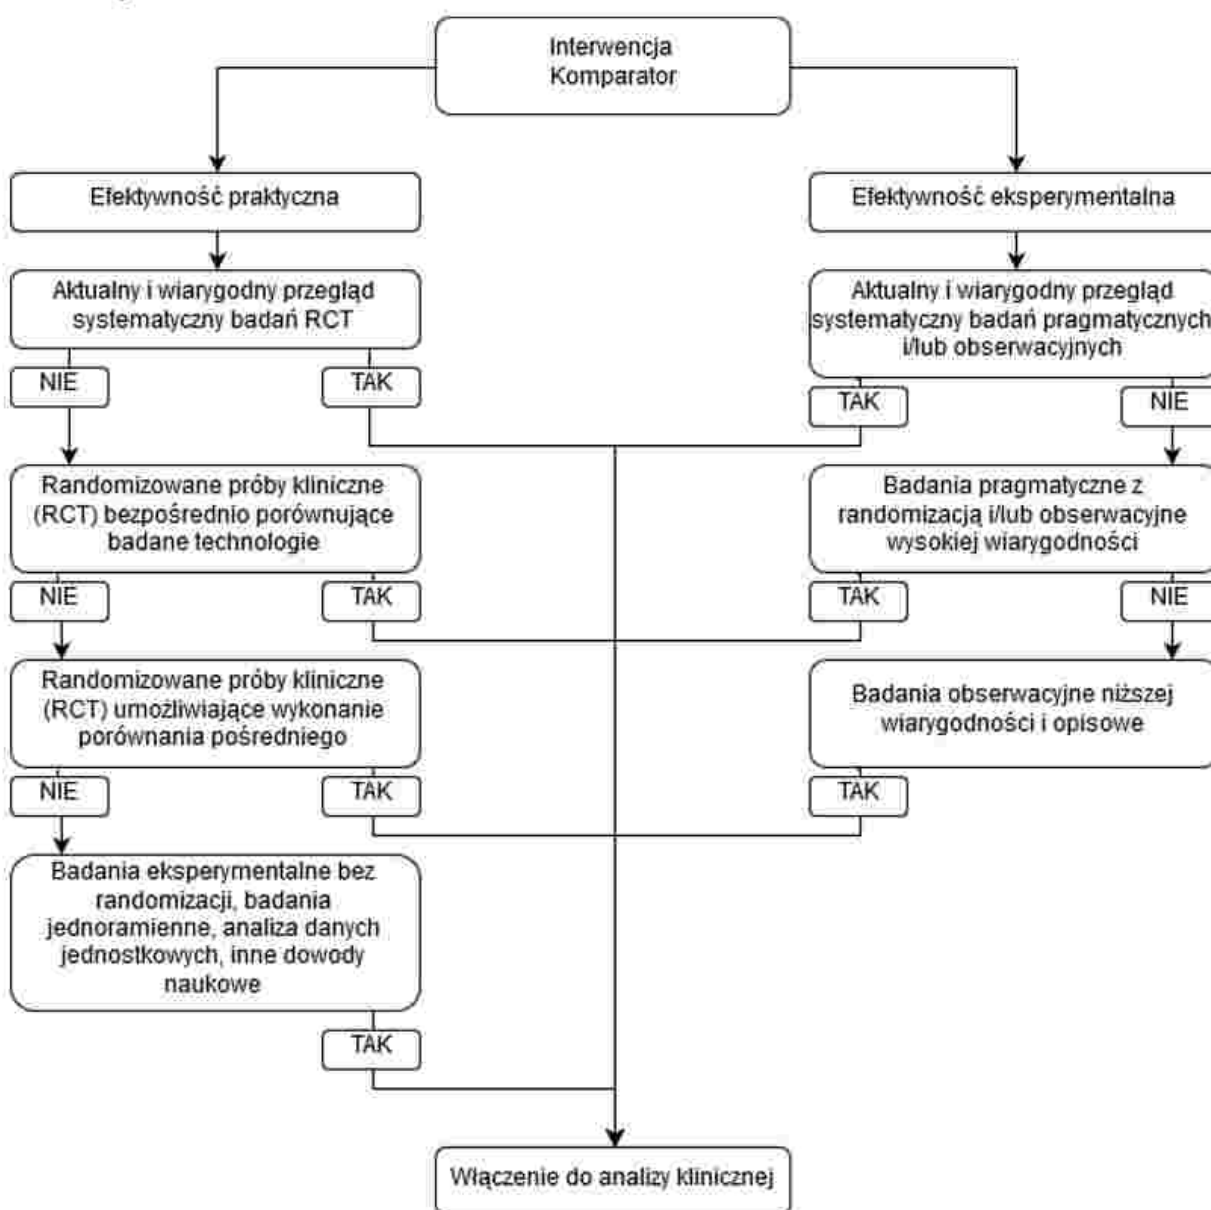 Interwencja
Komparator
Efektywność praktyczna
Efektywność eksperymentalna
Aktualny i wiarygodny przegląd
systematyczny badań RCT
Aktualny i wiarygodny przegląd
systematyczny badań pragmatycznych
i/lub obserwacyjnych
NIE
TAK
TAK
NIE
Randomizowane próby kliniczne
(RCT) bezpośrednio porównujące
badane technologie
Badania pragmatyczne z
randomizacją i/lub obserwacyjne
wysokiej wiarygodności
NIE
TAK
TAK
NIE
Randomizowane próby kliniczne
(RCT) umożliwiające wykonanie
porównania pośredniego
Badania obserwacyjne niższej
wiarygodności i opisowe
NIE
TAK
TAK
Badania eksperymentalne bez
randomizacji, badania
jednoramienne, analiza danych
jednostkowych, inne dowody
naukowe
TAK
Włączenie do analizy klinicznej